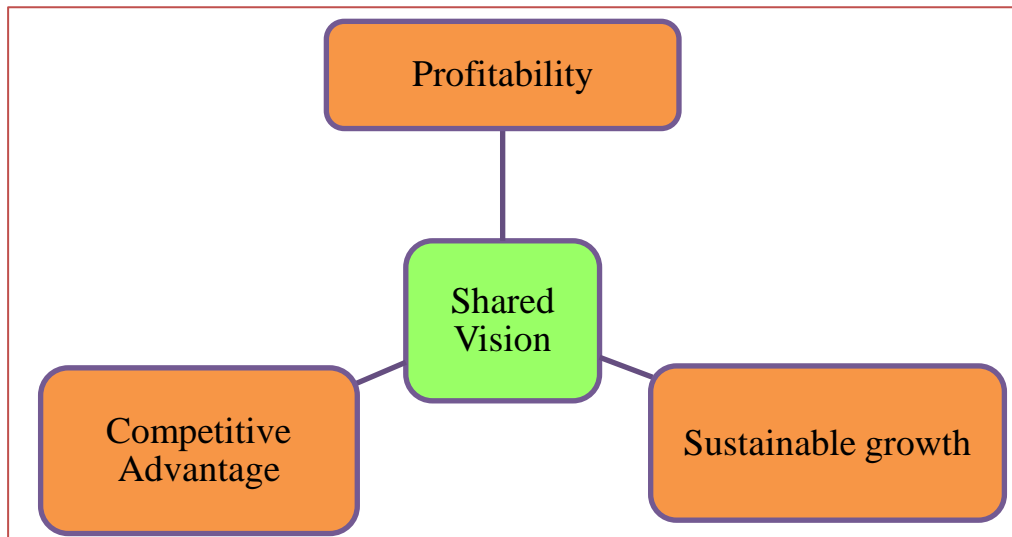 Profitability
Shared
Vision
Competitive
Advantage
Sustainable growth